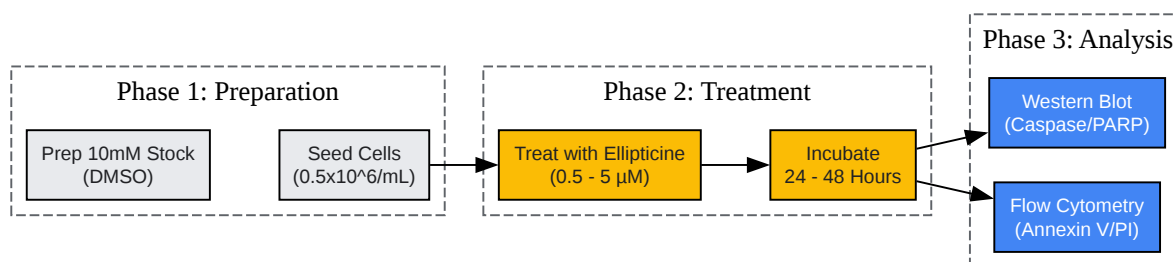 Phase 1: Preparation
Prep 10mM Stock
(DMSO)
Seed Cells
(0.5x10^6/mL)
Phase 2: Treatment
Treat with Ellipticine
(0.5 - 5 µM)
Incubate
24 - 48 Hours
Phase 3: Analysis
Western Blot
(Caspase/PARP)
Flow Cytometry
(Annexin V/PI)